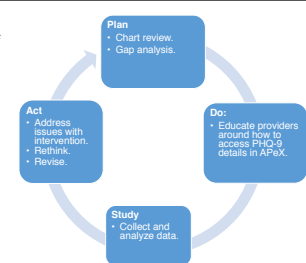 Plan
• Chart review.
• Gap analysis.
Do:
• Educate providers
around how to
access PHQ-9
details in APeX.
Study
• Collect and
analyze data.
Act
• Address
issues with
intervention.
• Rethink.
• Revise.